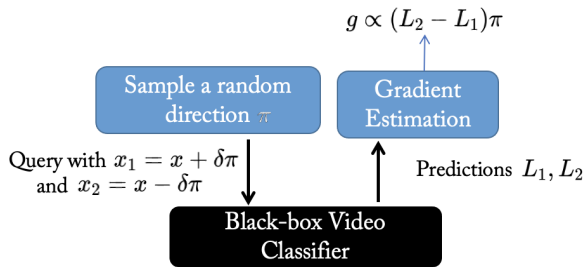 g ∝ (L₂ − L₁)π
Sample a random
direction π
Gradient
Estimation
Query with x₁ = x + δπ
and x₂ = x − δπ
Predictions L₁, L₂
Black-box Video
Classifier